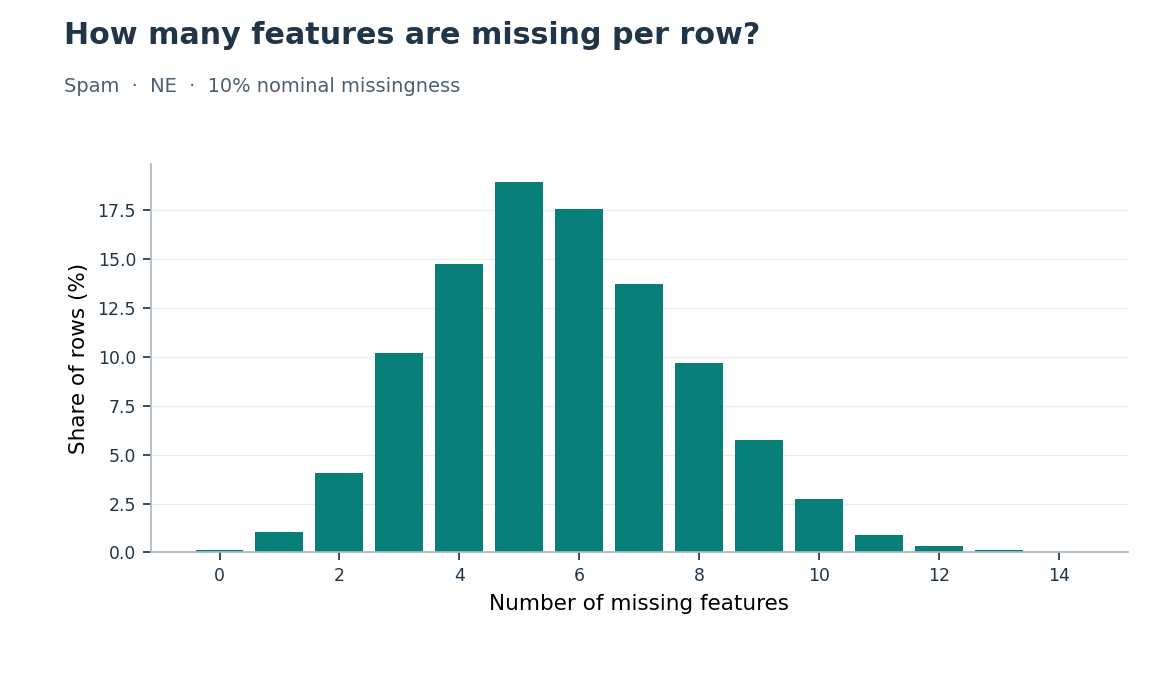 How many features are missing per row?
Spam · NE · 10% nominal missingness
Share of rows (%)
17.5
15.0
12.5
10.0
7.5
5.0
2.5
0.0
0 2 4 6 8 10 12 14
Number of missing features